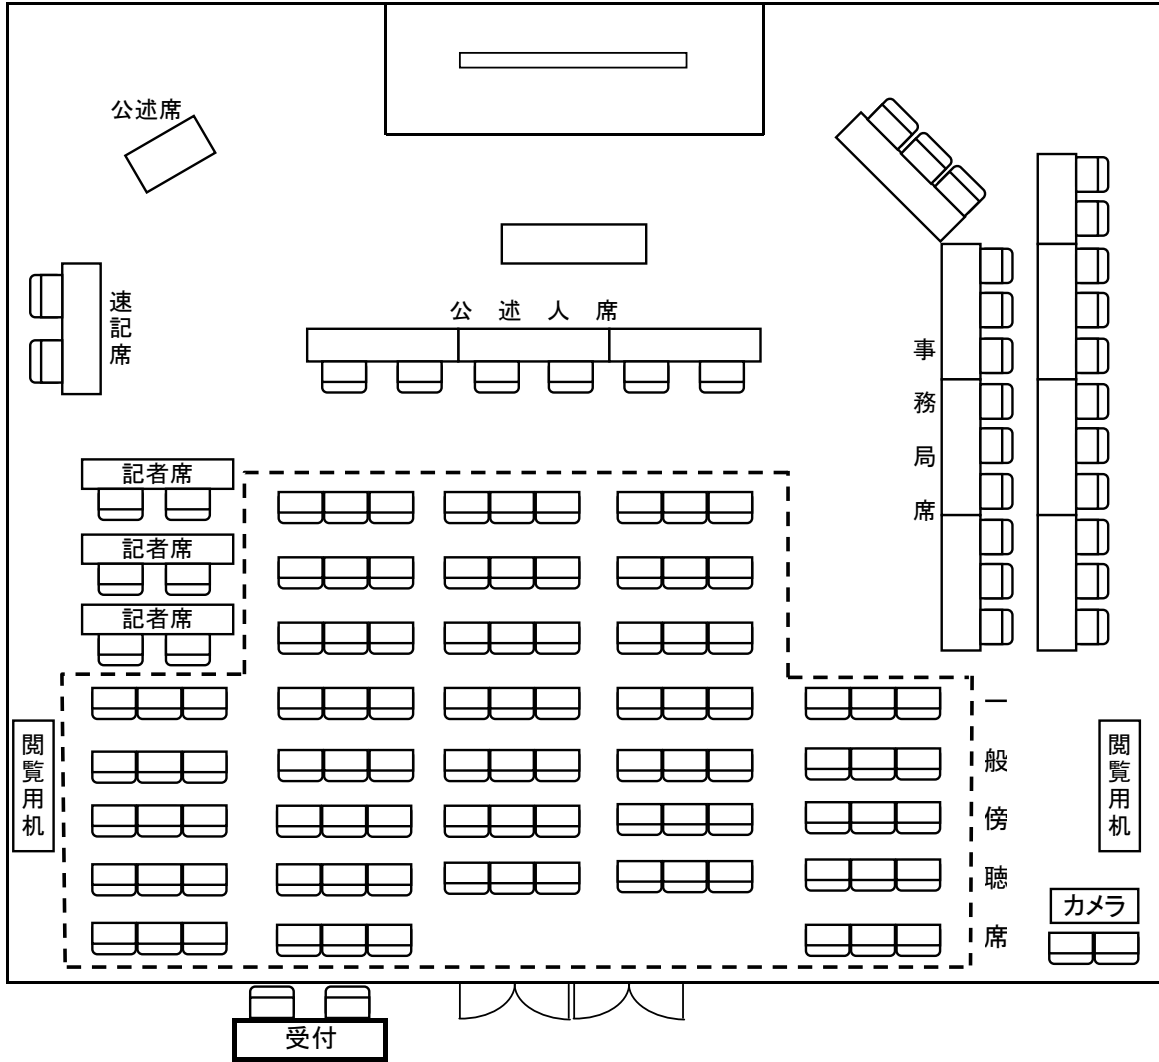 公述席
公述人席
速記席
事務局席
記者席
記者席
記者席
一般傍聴席
閲覧用机
閲覧用机
カメラ
受付